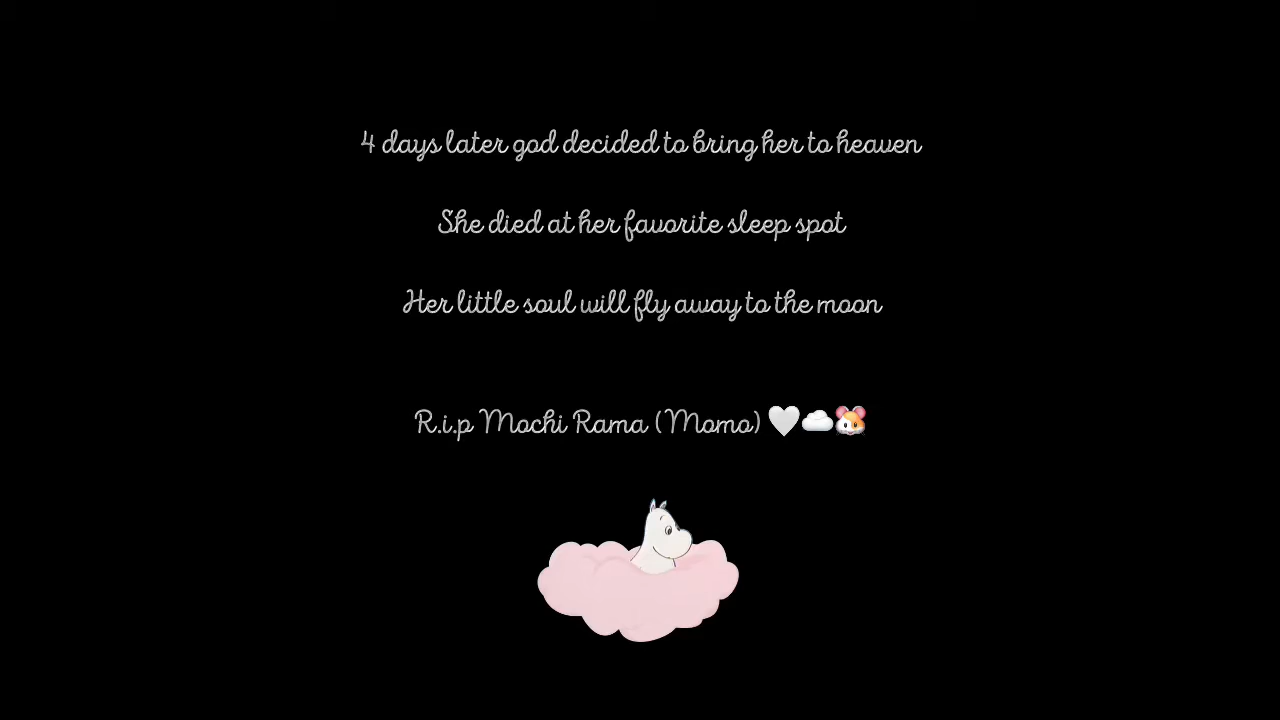 4 days later god decided to bring her to heaven
She died at her favorite sleep spot
Her little soul will fly away to the moon
R.i.p Mochi Rama (Momo) 🤍☁️🐹